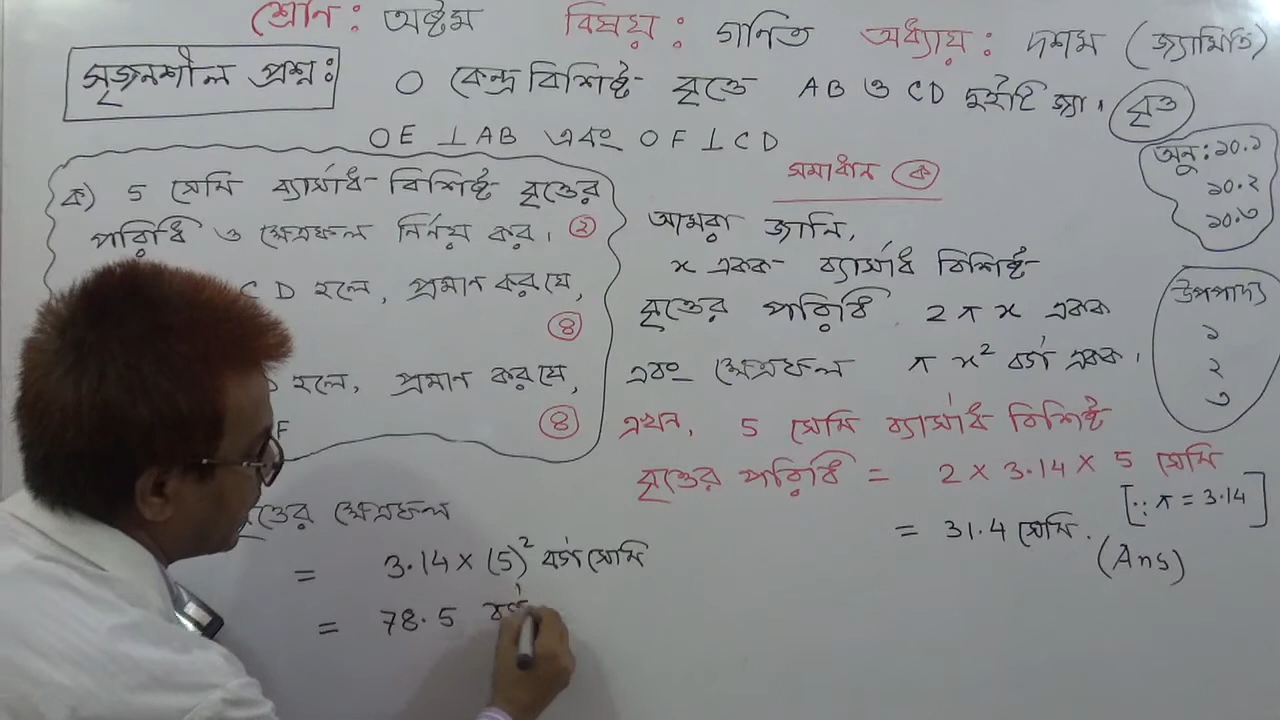 শ্রেনি: অষ্টম বিষয়: গনিত অধ্যায়: দশম (জ্যামিতি)
সৃজনশীল প্রশ্ন: O কেন্দ্র বিশিষ্ট বৃত্তে AB ও CD দুইটি জ্যা। বৃত্ত
OE ⊥ AB এবং OF ⊥ CD
ক) 5 সেমি ব্যাসার্ধ বিশিষ্ট বৃত্তের
পরিধি ও ক্ষেত্রফল নির্নয় কর। ২
CD হলে, প্রমান কর যে,
৪
হলে, প্রমান কর যে,
F ৪
সমাধান ক
আমরা জানি,
x একক ব্যাসার্ধ বিশিষ্ট
বৃত্তের পরিধি 2πx একক
এবং ক্ষেত্রফল πx² বর্গ একক।
এখন, 5 সেমি ব্যাসার্ধ বিশিষ্ট
বৃত্তের পরিধি = 2 × 3.14 × 5 সেমি
[∵ π = 3.14]
= 31.4 সেমি.
(Ans)
অনু: ১০.১
১০.২
১০.৩
উপপাদ্য
১
২
৩
বৃত্তের ক্ষেত্রফল
= 3.14 × (5)² বর্গ সেমি
= 78.5 বর্গ